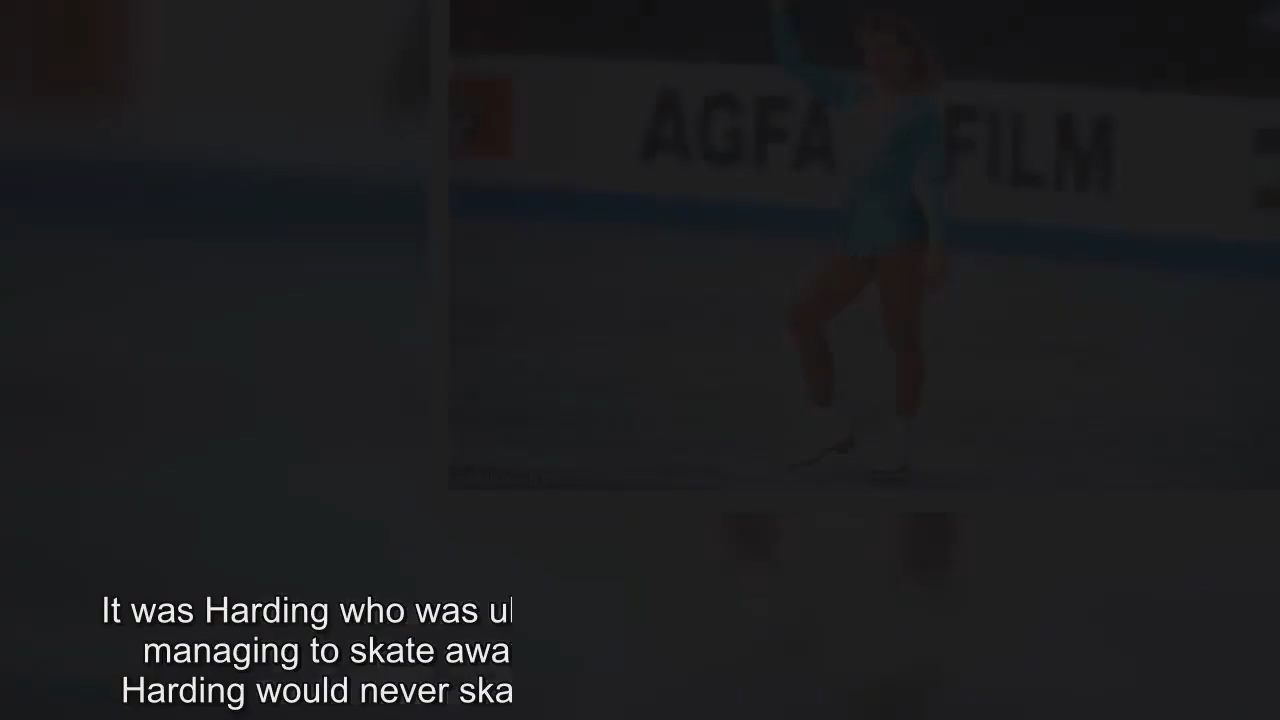 AGFA FILM
It was Harding who was
managing to skate
Harding would never